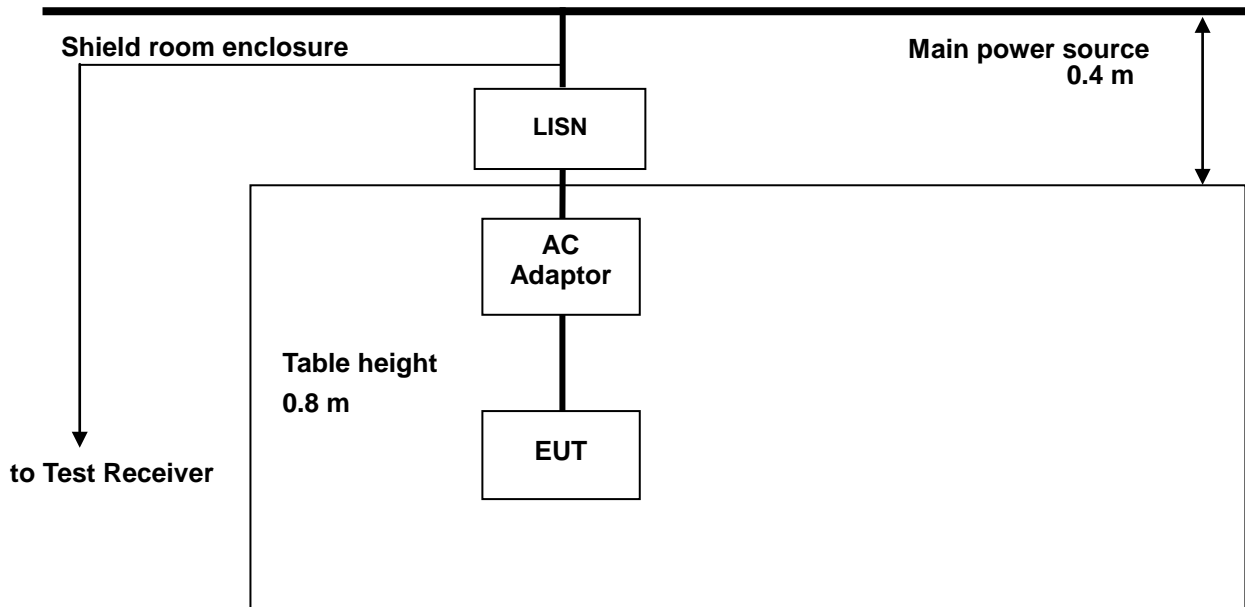 Shield room enclosure
Main power source
0.4 m
LISN
AC
Adaptor
Table height
0.8 m
EUT
to Test Receiver